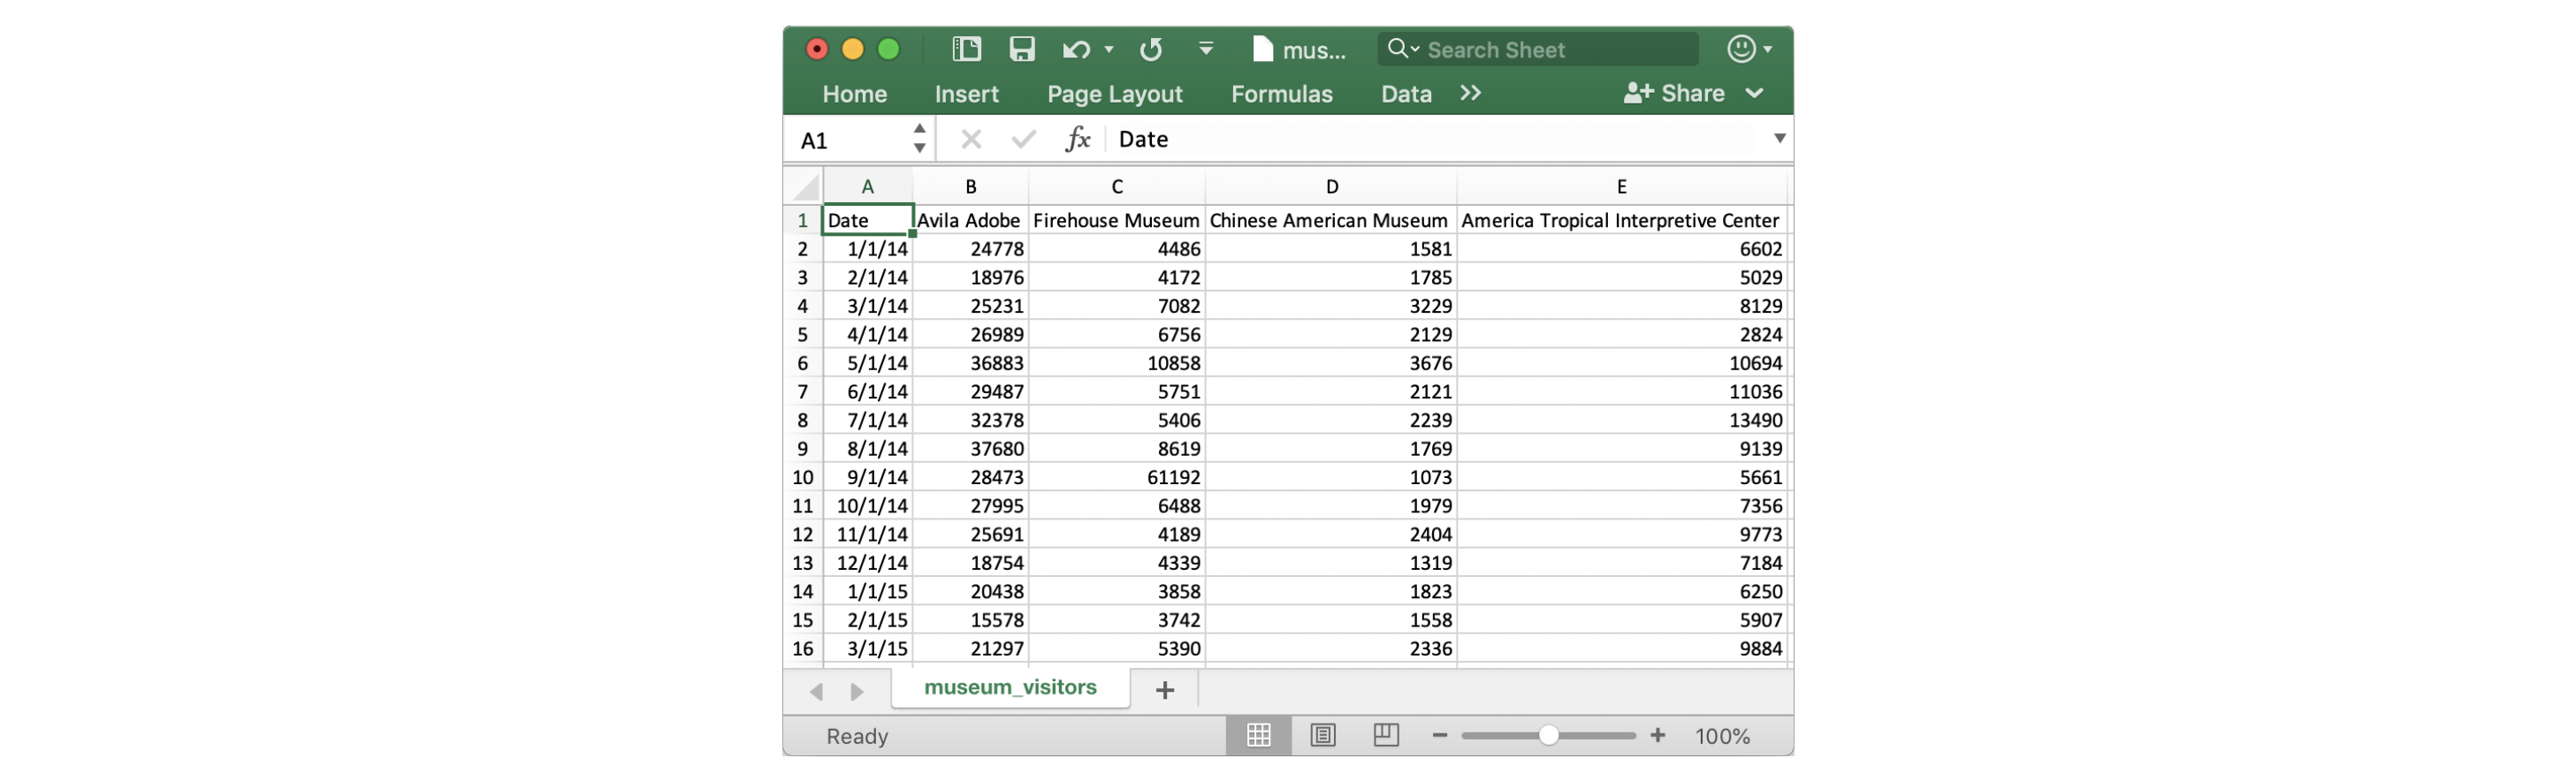 mus... Search Sheet
Home Insert Page Layout Formulas Data >> Share
A1 fx Date
A B C D E
1 Date Avila Adobe Firehouse Museum Chinese American Museum America Tropical Interpretive Center
2 1/1/14 24778 4486 1581 6602
3 2/1/14 18976 4172 1785 5029
4 3/1/14 25231 7082 3229 8129
5 4/1/14 26989 6756 2129 2824
6 5/1/14 36883 10858 3676 10694
7 6/1/14 29487 5751 2121 11036
8 7/1/14 32378 5406 2239 13490
9 8/1/14 37680 8619 1769 9139
10 9/1/14 28473 61192 1073 5661
11 10/1/14 27995 6488 1979 7356
12 11/1/14 25691 4189 2404 9773
13 12/1/14 18754 4339 1319 7184
14 1/1/15 20438 3858 1823 6250
15 2/1/15 15578 3742 1558 5907
16 3/1/15 21297 5390 2336 9884
museum_visitors +
Ready − + 100%